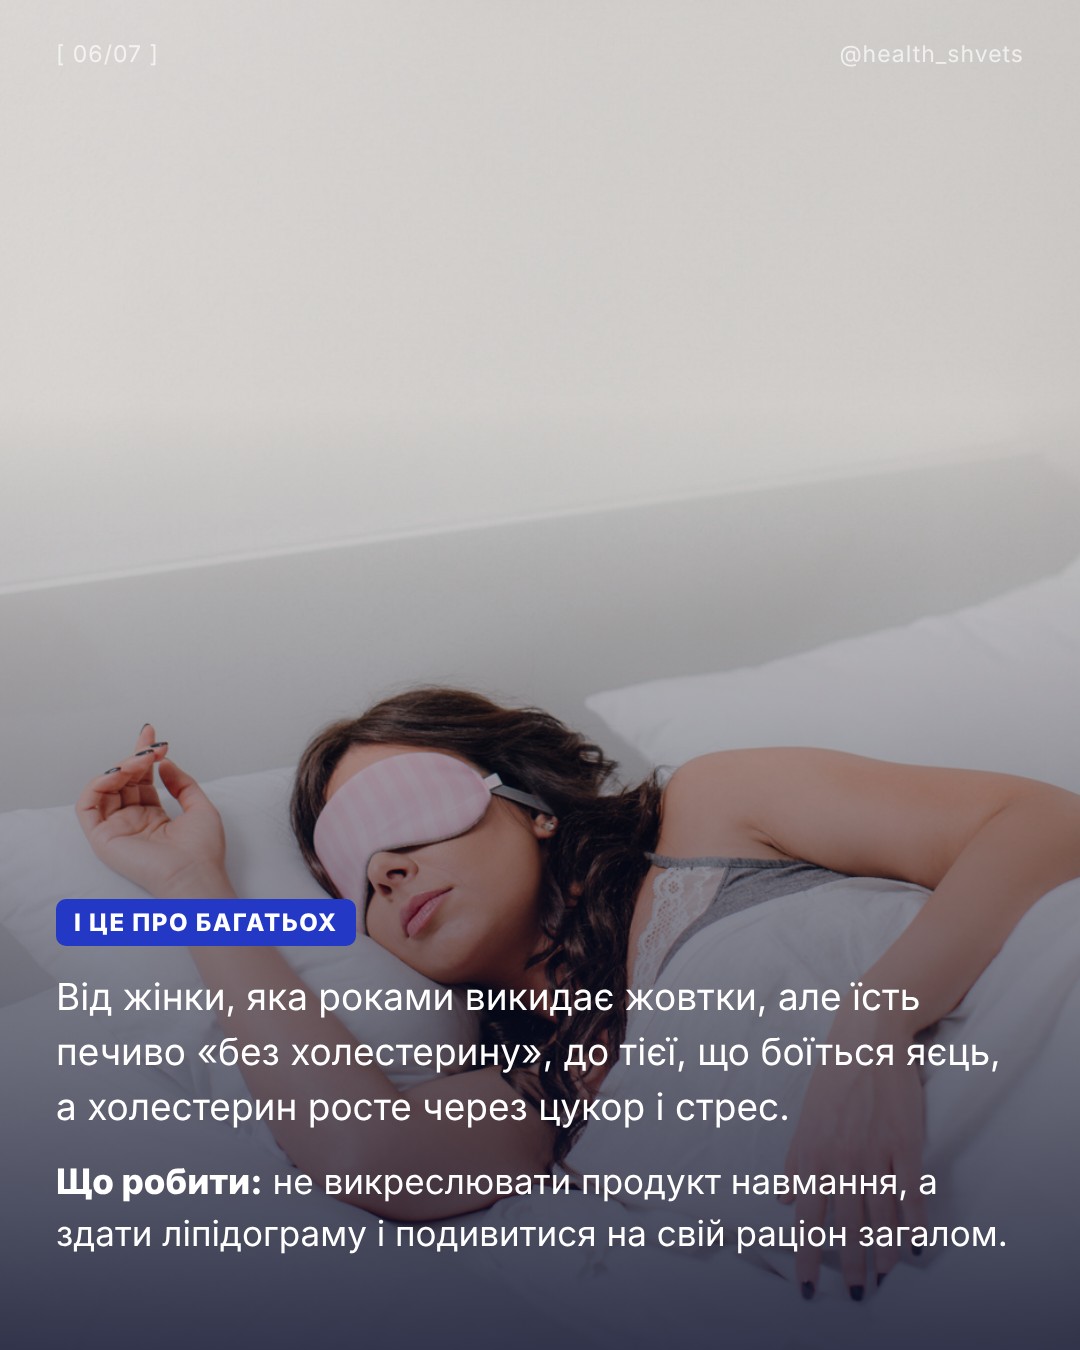 [ 06/07 ]
@health_shvets
І ЦЕ ПРО БАГАТЬОХ
Від жінки, яка роками викидає жовтки, але їсть
печиво «без холестерину», до тієї, що боїться яєць,
а холестерин росте через цукор і стрес.
Що робити: не викреслювати продукт навмання, а
здати ліпідограму і подивитися на свій раціон загалом.